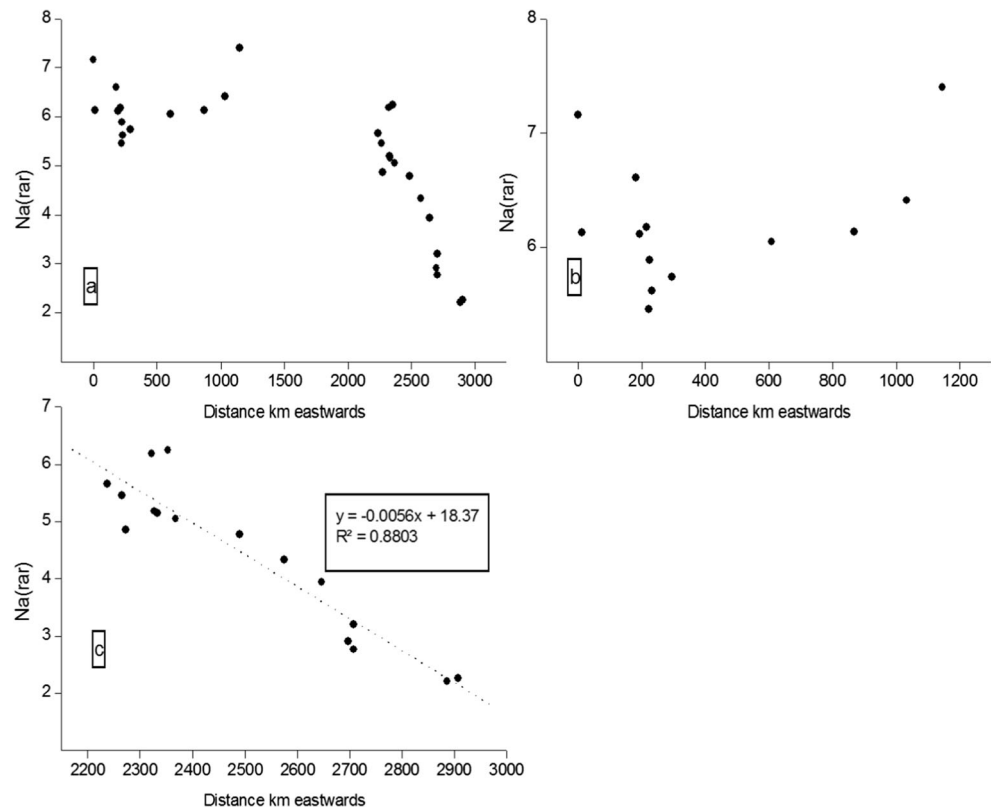 8
7
6
5
4
3
2
Na(rar)
a
0 500 1000 1500 2000 2500 3000
Distance km eastwards
8
7
6
Na(rar)
b
0 200 400 600 800 1000 1200
Distance km eastwards
7
6
5
4
3
2
Na(rar)
y = -0.0056x + 18.37
R² = 0.8803
c
2200 2300 2400 2500 2600 2700 2800 2900 3000
Distance km eastwards